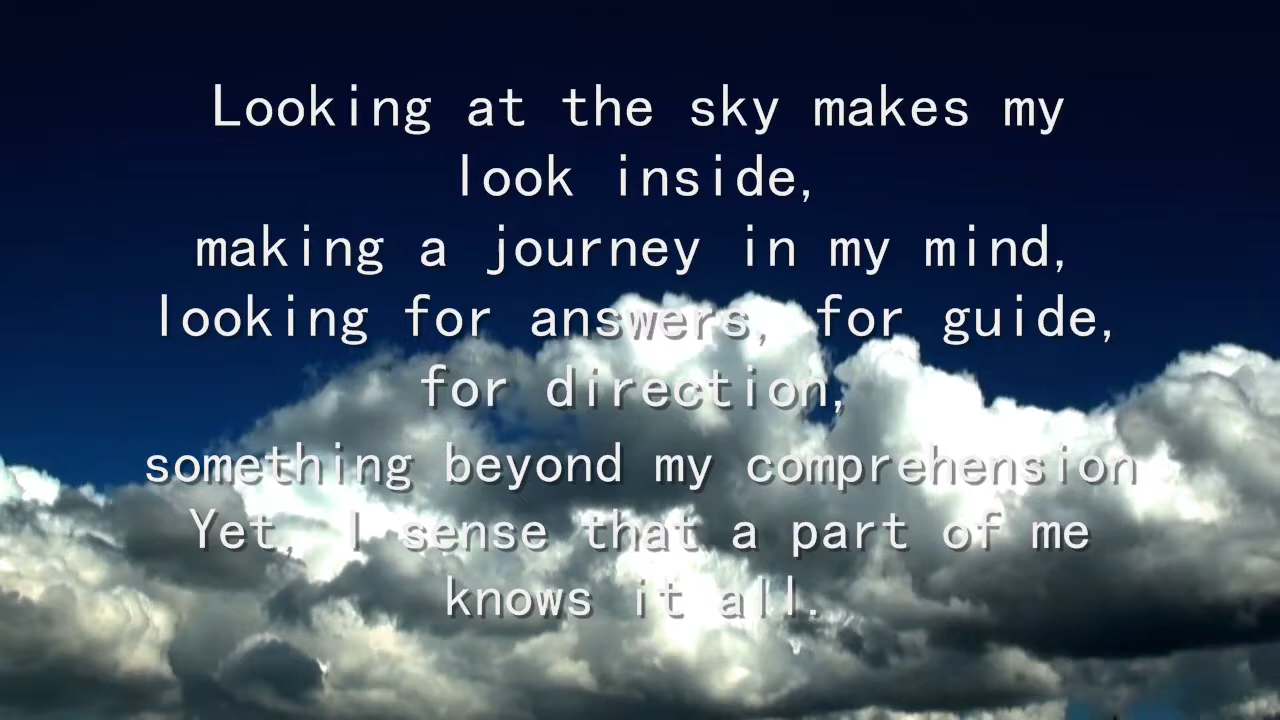 Looking at the sky makes my
look inside,
making a journey in my mind,
looking for answers, for guide,
for direction,
something beyond my comprehension
Yet, I sense that a part of me
knows it all.